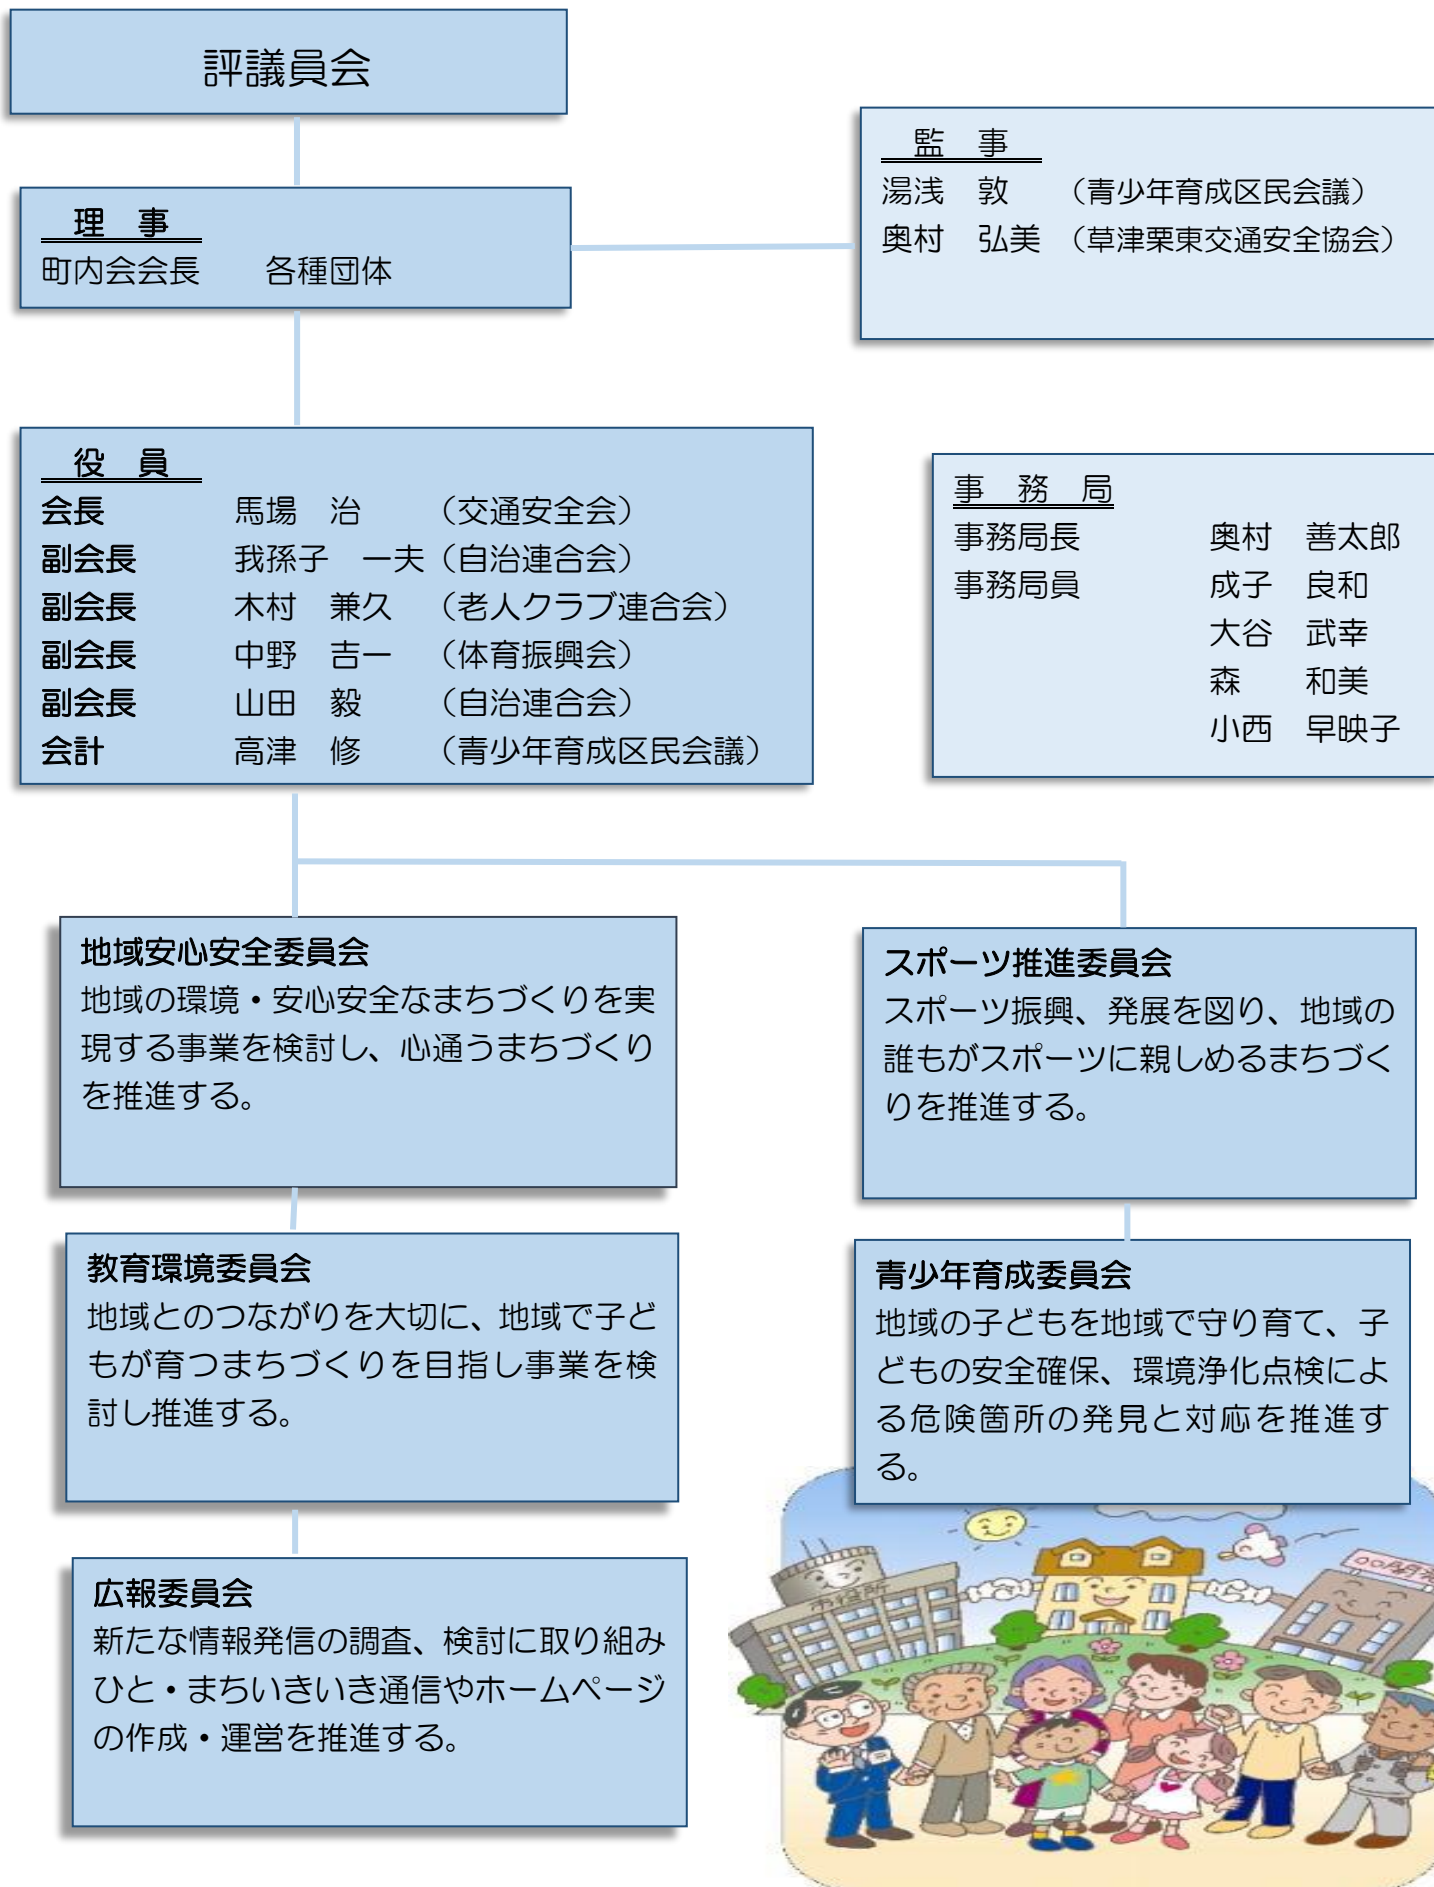 評議員会
監　事
湯浅　敦　（青少年育成区民会議）
奥村　弘美　（草津栗東交通安全協会）
理　事
町内会会長　　各種団体
役　員
会長　馬場　治　（交通安全会）
副会長　我孫子　一夫（自治連合会）
副会長　木村　兼久　（老人クラブ連合会）
副会長　中野　吉一　（体育振興会）
副会長　山田　毅　（自治連合会）
会計　高津　修　（青少年育成区民会議）
事　務　局
事務局長　奥村　善太郎
事務局員　成子　良和
大谷　武幸
森　和美
小西　早映子
地域安心安全委員会
地域の環境・安心安全なまちづくりを実
現する事業を検討し、心通うまちづくり
を推進する。
スポーツ推進委員会
スポーツ振興、発展を図り、地域の
誰もがスポーツに親しめるまちづく
りを推進する。
教育環境委員会
地域とのつながりを大切に、地域で子ど
もが育つまちづくりを目指し事業を検
討し推進する。
青少年育成委員会
地域の子どもを地域で守り育て、子
どもの安全確保、環境浄化点検によ
る危険箇所の発見と対応を推進す
る。
広報委員会
新たな情報発信の調査、検討に取り組み
ひと・まちいきいき通信やホームページ
の作成・運営を推進する。
市役所